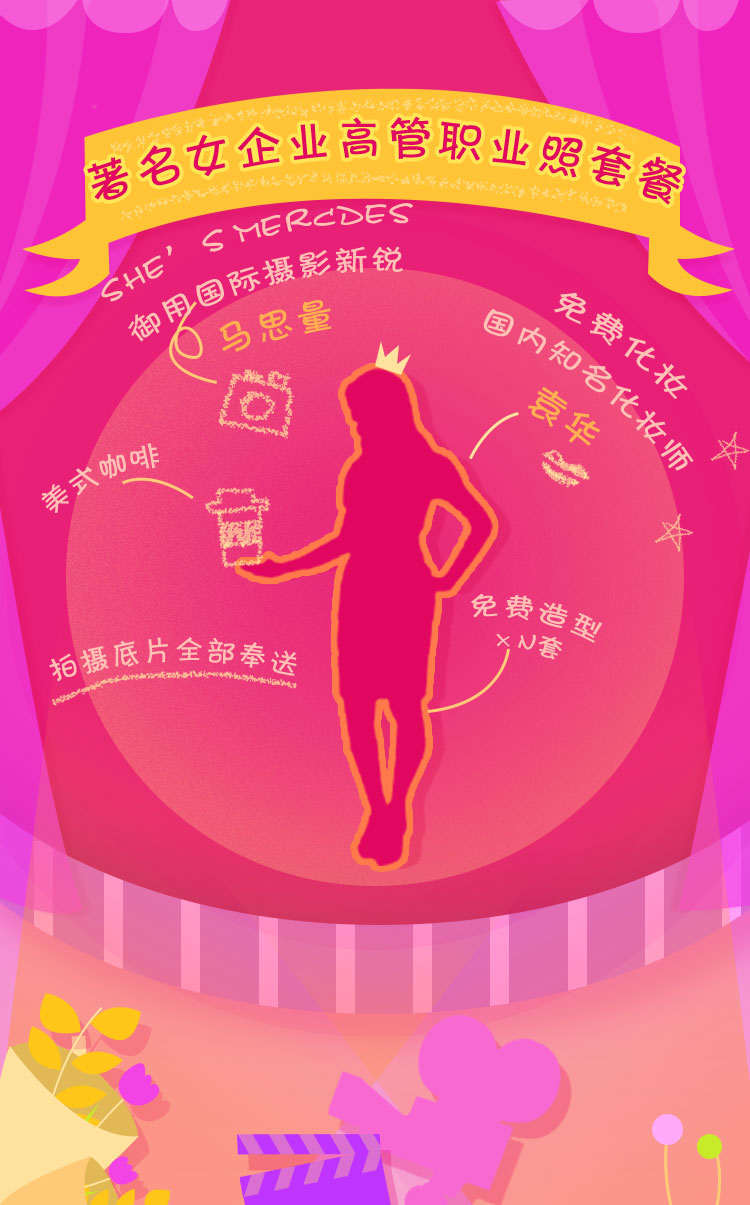 著名女企业高管职业照套餐
SHE'S MERCDES
御用国际摄影新锐
马思量
免费化妆
国内知名化妆师
袁华
美式咖啡
免费造型
×N套
拍摄底片全部奉送